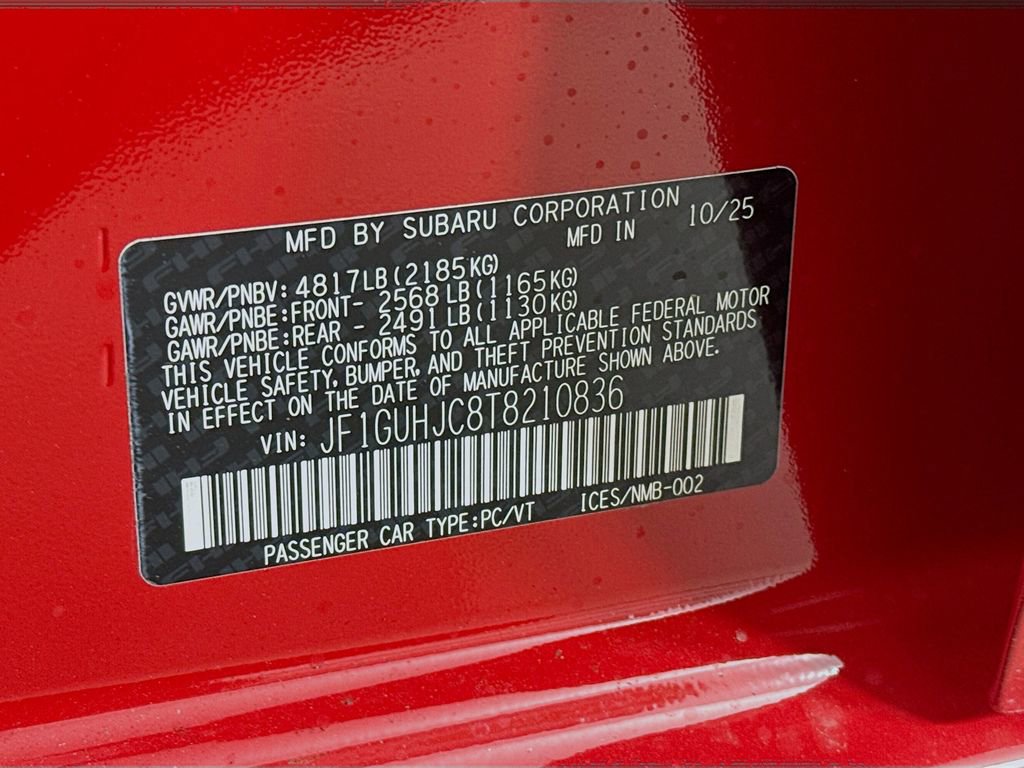 MFD BY SUBARU CORPORATION 10/25
MFD IN
GVWR/PNBV: 4817LB(2185KG)
GAWR/PNBE:FRONT- 2568 LB(1165KG)
GAWR/PNBE:REAR - 2491 LB(1130KG)
THIS VEHICLE CONFORMS TO ALL APPLICABLE FEDERAL MOTOR
VEHICLE SAFETY, BUMPER, AND THEFT PREVENTION STANDARDS
IN EFFECT ON THE DATE OF MANUFACTURE SHOWN ABOVE.
VIN: JF1GUHJC8T8210836
PASSENGER CAR TYPE:PC/VT ICES/NMB-002